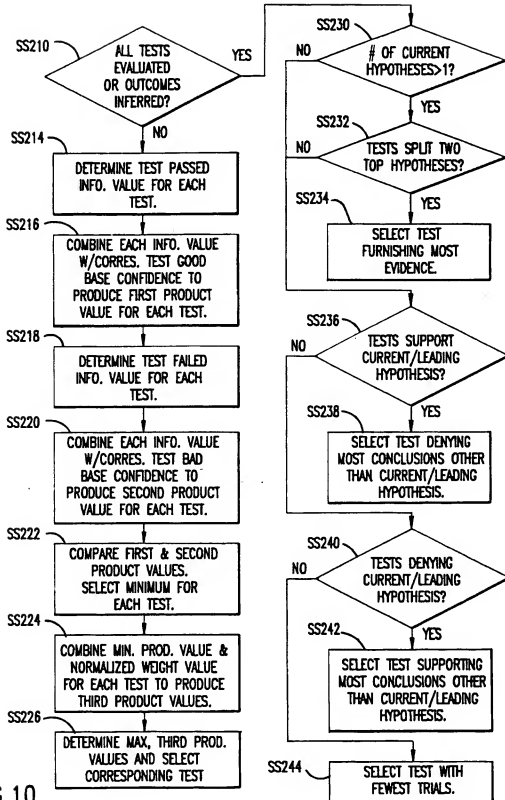 SS210
ALL TESTS
EVALUATED
OR OUTCOMES
INFERRED?
YES
NO
SS214
DETERMINE TEST PASSED
INFO. VALUE FOR EACH
TEST.
SS216
COMBINE EACH INFO. VALUE
W/CORRES. TEST GOOD
BASE CONFIDENCE TO
PRODUCE FIRST PRODUCT
VALUE FOR EACH TEST.
SS218
DETERMINE TEST FAILED
INFO. VALUE FOR EACH
TEST.
SS220
COMBINE EACH INFO. VALUE
W/CORRES. TEST BAD
BASE CONFIDENCE TO
PRODUCE SECOND PRODUCT
VALUE FOR EACH TEST.
SS222
COMPARE FIRST & SECOND
PRODUCT VALUES.
SELECT MINIMUM FOR
EACH TEST.
SS224
COMBINE MIN. PROD. VALUE &
NORMALIZED WEIGHT VALUE
FOR EACH TEST TO PRODUCE
THIRD PRODUCT VALUES.
SS226
DETERMINE MAX, THIRD PROD.
VALUES AND SELECT
CORRESPONDING TEST
SS230
NO
# OF CURRENT
HYPOTHESES>1?
YES
SS232
NO
TESTS SPLIT TWO
TOP HYPOTHESES?
YES
SS234
SELECT TEST
FURNISHING MOST
EVIDENCE.
SS236
NO
TESTS SUPPORT
CURRENT/LEADING
HYPOTHESIS?
YES
SS238
SELECT TEST DENYING
MOST CONCLUSIONS OTHER
THAN CURRENT/LEADING
HYPOTHESIS.
SS240
NO
TESTS DENYING
CURRENT/LEADING
HYPOTHESIS?
YES
SS242
SELECT TEST SUPPORTING
MOST CONCLUSIONS OTHER
THAN CURRENT/LEADING
HYPOTHESIS.
SS244
SELECT TEST WITH
FEWEST TRIALS.